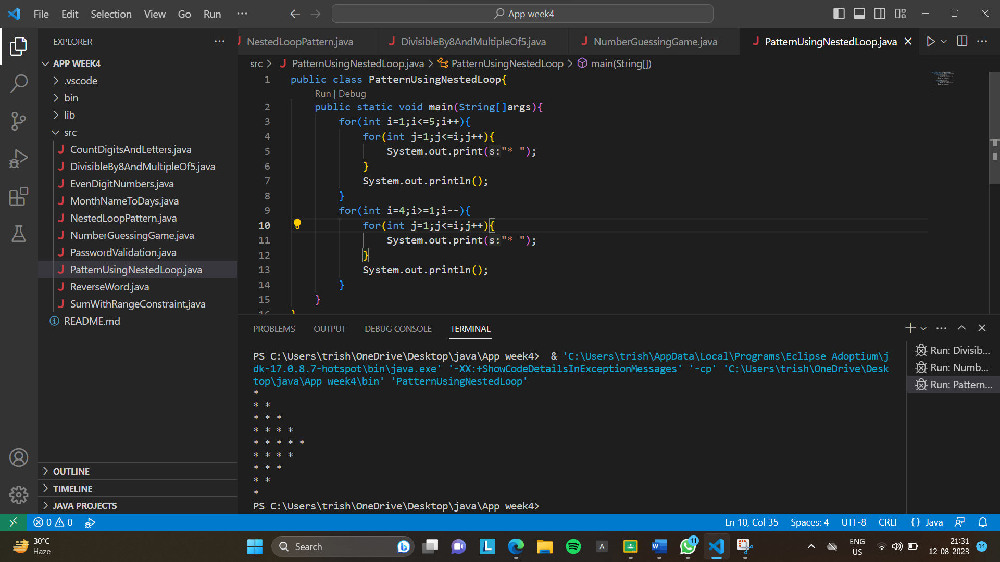 File Edit Selection View Go Run ··· App week4
EXPLORER ···
NestedLoopPattern.java DivisibleBy8AndMultipleOf5.java NumberGuessingGame.java PatternUsingNestedLoop.java
src > PatternUsingNestedLoop.java > PatternUsingNestedLoop > main(String[])
APP WEEK4
.vscode
bin
lib
src
CountDigitsAndLetters.java
DivisibleBy8AndMultipleOf5.java
EvenDigitNumbers.java
MonthNameToDays.java
NestedLoopPattern.java
NumberGuessingGame.java
PasswordValidation.java
PatternUsingNestedLoop.java
ReverseWord.java
SumWithRangeConstraint.java
README.md
OUTLINE
TIMELINE
JAVA PROJECTS
1 public class PatternUsingNestedLoop{
Run | Debug
2 public static void main(String[]args){
3 for(int i=1;i<=5;i++){
4 for(int j=1;j<=i;j++){
5 System.out.print(s:"* ");
6 }
7 System.out.println();
8 }
9 for(int i=4;i>=1;i--){
10 for(int j=1;j<=i;j++){
11 System.out.print(s:"* ");
12 }
13 System.out.println();
14 }
15 }
16 }
PROBLEMS OUTPUT DEBUG CONSOLE TERMINAL
PS C:\Users\trish\OneDrive\Desktop\java\App week4>  & 'C:\Users\trish\AppData\Local\Programs\Eclipse Adoptium\j
dk-17.0.8.7-hotspot\bin\java.exe' '-XX:+ShowCodeDetailsInExceptionMessages' '-cp' 'C:\Users\trish\OneDrive\Desk
top\java\App week4\bin' 'PatternUsingNestedLoop'
*
* *
* * *
* * * *
* * * * *
* * * *
* * *
* *
*
PS C:\Users\trish\OneDrive\Desktop\java\App week4>
Run: Divisib...
Run: Numb...
Run: Pattern...
0 0 Ln 10, Col 35 Spaces: 4 UTF-8 CRLF {} Java
30°C
Haze
Search
L
A
W
11
ENG
US
21:31
12-08-2023
14